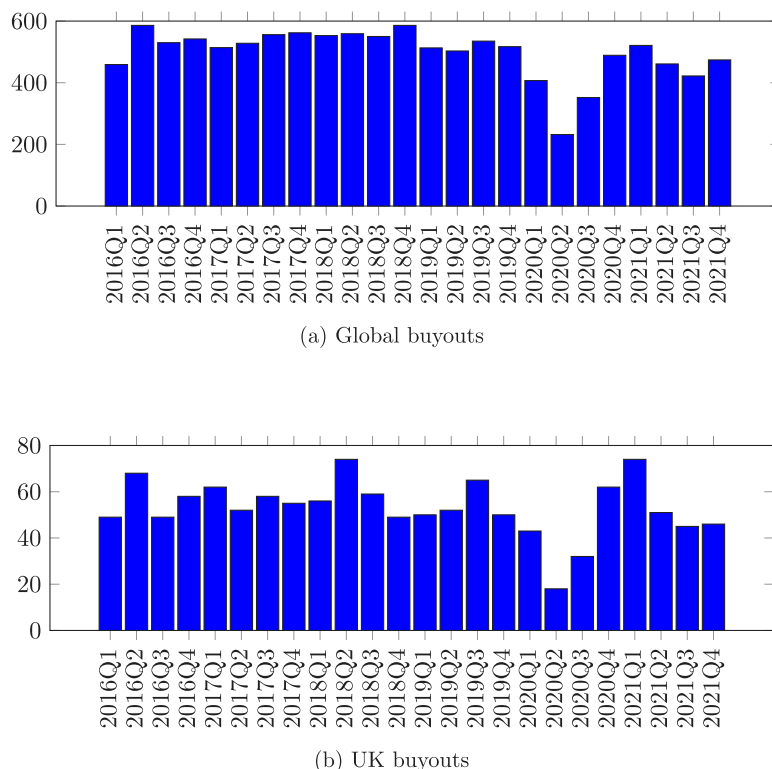 600
400
200
0
2016Q1
2016Q2
2016Q3
2016Q4
2017Q1
2017Q2
2017Q3
2017Q4
2018Q1
2018Q2
2018Q3
2018Q4
2019Q1
2019Q2
2019Q3
2019Q4
2020Q1
2020Q2
2020Q3
2020Q4
2021Q1
2021Q2
2021Q3
2021Q4
(a) Global buyouts
80
60
40
20
0
2016Q1
2016Q2
2016Q3
2016Q4
2017Q1
2017Q2
2017Q3
2017Q4
2018Q1
2018Q2
2018Q3
2018Q4
2019Q1
2019Q2
2019Q3
2019Q4
2020Q1
2020Q2
2020Q3
2020Q4
2021Q1
2021Q2
2021Q3
2021Q4
(b) UK buyouts